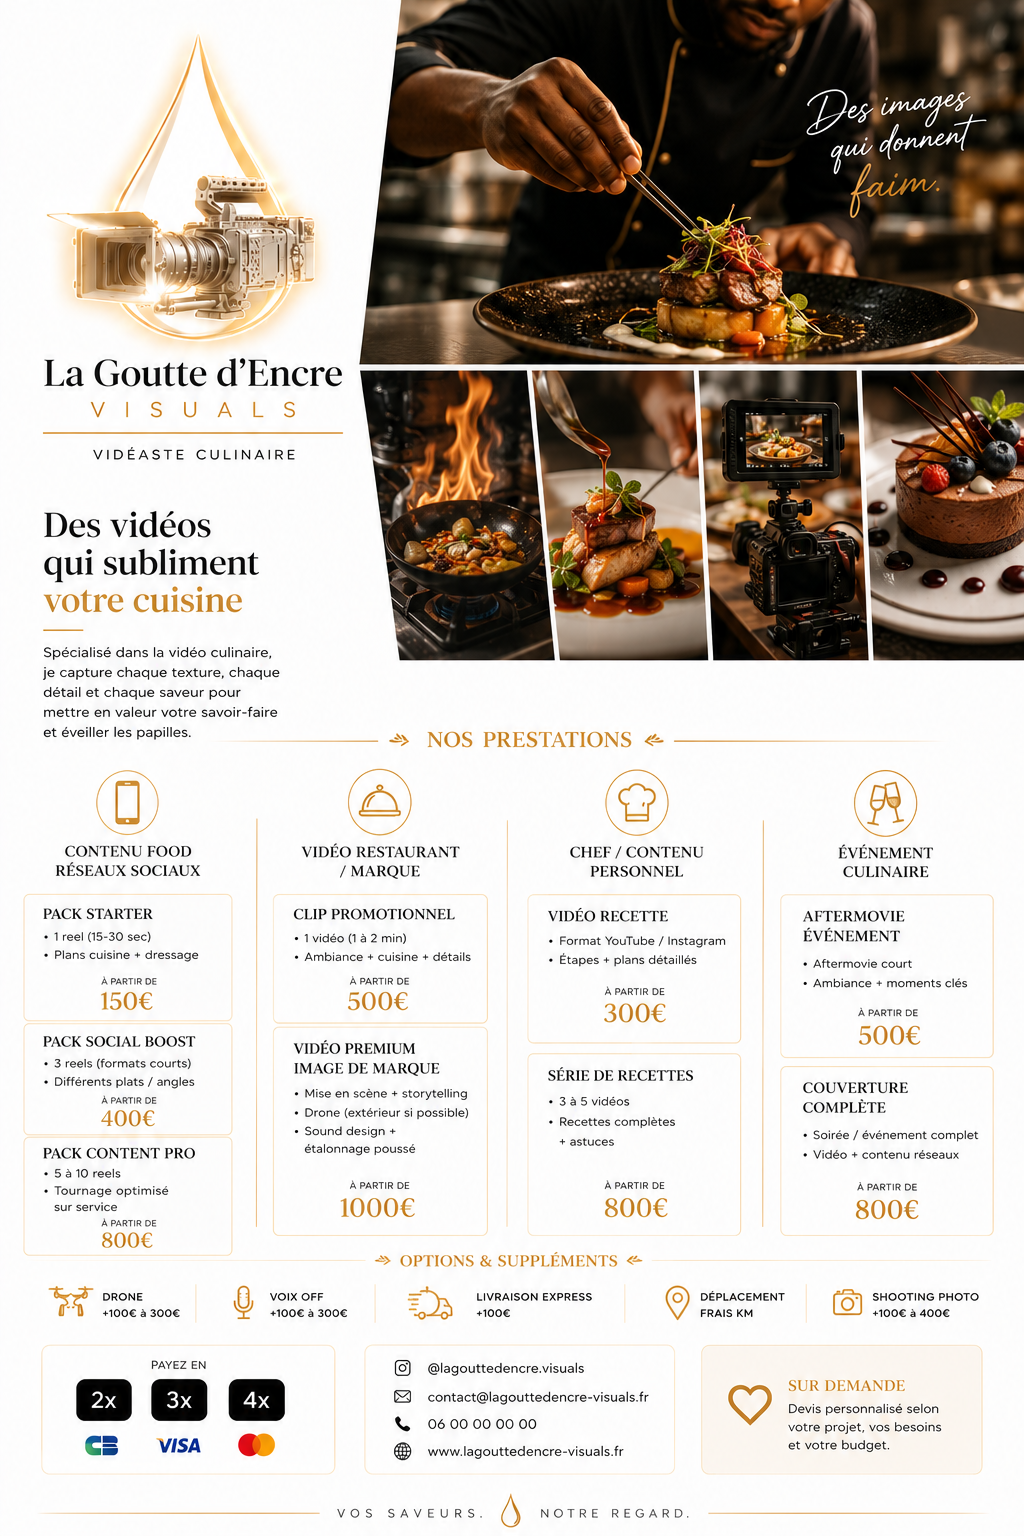 La Goutte d'Encre
VISUALS
VIDÉASTE CULINAIRE
Des images
qui donnent
faim.
Des vidéos
qui subliment
votre cuisine
Spécialisé dans la vidéo culinaire,
je capture chaque texture, chaque
détail et chaque saveur pour
mettre en valeur votre savoir-faire
et éveiller les papilles.
NOS PRESTATIONS
CONTENU FOOD
RÉSEAUX SOCIAUX
PACK STARTER
• 1 reel (15-30 sec)
• Plans cuisine + dressage
À PARTIR DE
150€
PACK SOCIAL BOOST
• 3 reels (formats courts)
• Différents plats / angles
À PARTIR DE
400€
PACK CONTENT PRO
• 5 à 10 reels
• Tournage optimisé
sur service
À PARTIR DE
800€
VIDÉO RESTAURANT
/ MARQUE
CLIP PROMOTIONNEL
• 1 vidéo (1 à 2 min)
• Ambiance + cuisine + détails
À PARTIR DE
500€
VIDÉO PREMIUM
IMAGE DE MARQUE
• Mise en scène + storytelling
• Drone (extérieur si possible)
• Sound design +
étalonnage poussé
À PARTIR DE
1000€
CHEF / CONTENU
PERSONNEL
VIDÉO RECETTE
• Format YouTube / Instagram
• Étapes + plans détaillés
À PARTIR DE
300€
SÉRIE DE RECETTES
• 3 à 5 vidéos
• Recettes complètes
+ astuces
À PARTIR DE
800€
ÉVÉNEMENT
CULINAIRE
AFTERMOVIE
ÉVÉNEMENT
• Aftermovie court
• Ambiance + moments clés
À PARTIR DE
500€
COUVERTURE
COMPLÈTE
• Soirée / événement complet
• Vidéo + contenu réseaux
À PARTIR DE
800€
OPTIONS & SUPPLÉMENTS
DRONE
+100€ à 300€
VOIX OFF
+100€ à 300€
LIVRAISON EXPRESS
+100€
DÉPLACEMENT
FRAIS KM
SHOOTING PHOTO
+100€ à 400€
PAYEZ EN
2x 3x 4x
CB VISA
@lagouttedencre.visuals
contact@lagouttedencre-visuals.fr
06 00 00 00 00
www.lagouttedencre-visuals.fr
SUR DEMANDE
Devis personnalisé selon
votre projet, vos besoins
et votre budget.
VOS SAVEURS. NOTRE REGARD.